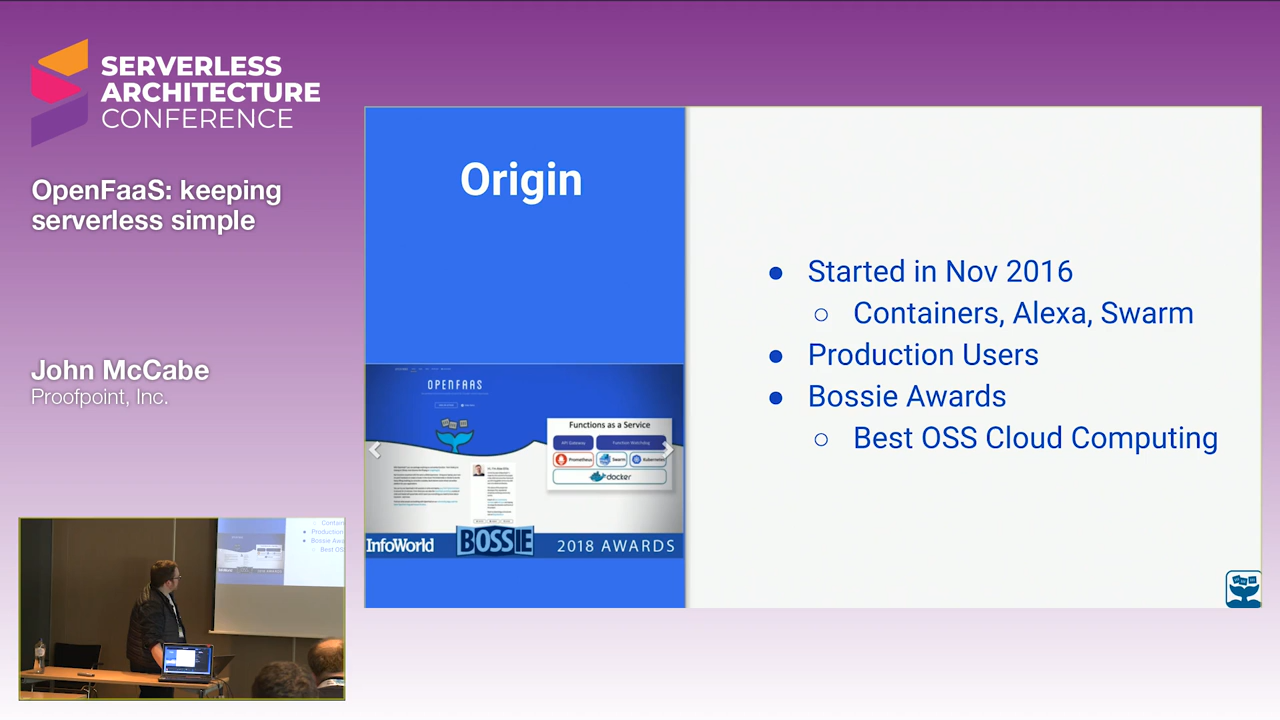 SERVERLESS
ARCHITECTURE
CONFERENCE
OpenFaaS: keeping
serverless simple
John McCabe
Proofpoint, Inc.
Origin
● Started in Nov 2016
○ Containers, Alexa, Swarm
● Production Users
● Bossie Awards
○ Best OSS Cloud Computing
OPENFAAS
Functions as a Service
API Gateway
Function Watchdog
Prometheus
Swarm
Kubernetes
docker
InfoWorld
BOSSIE
2018 AWARDS